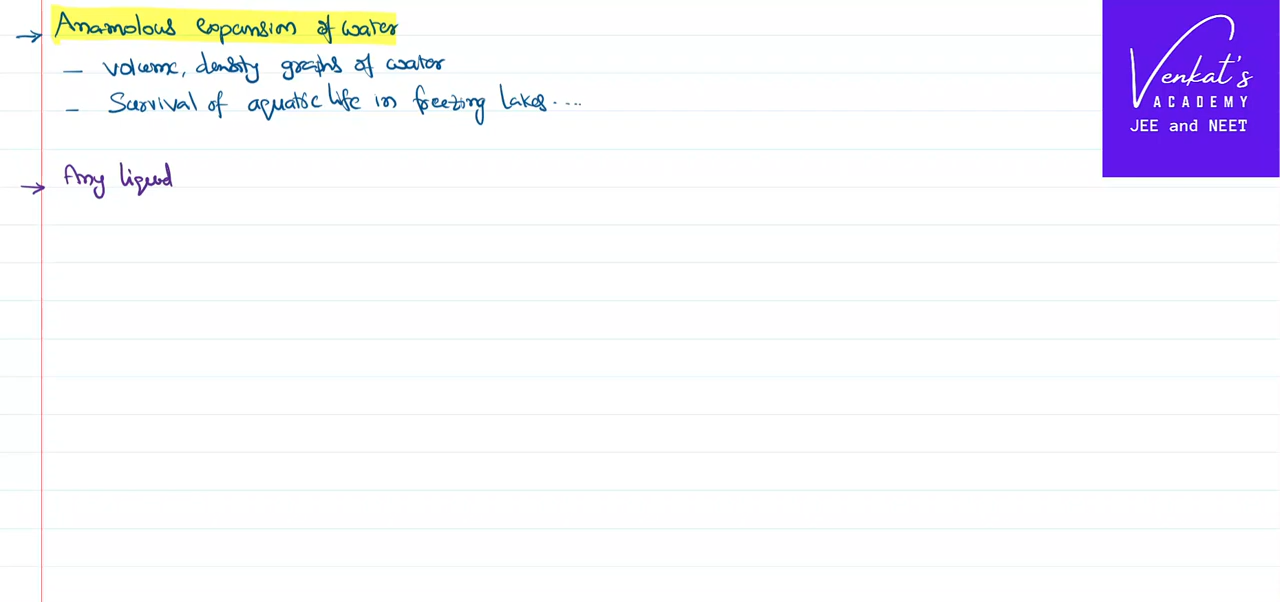 → Anamolous expansion of water
– volume, density graphs of water
– Survival of aquatic life in freezing lakes....
→ Any liquid
Venkat's
ACADEMY
JEE and NEET